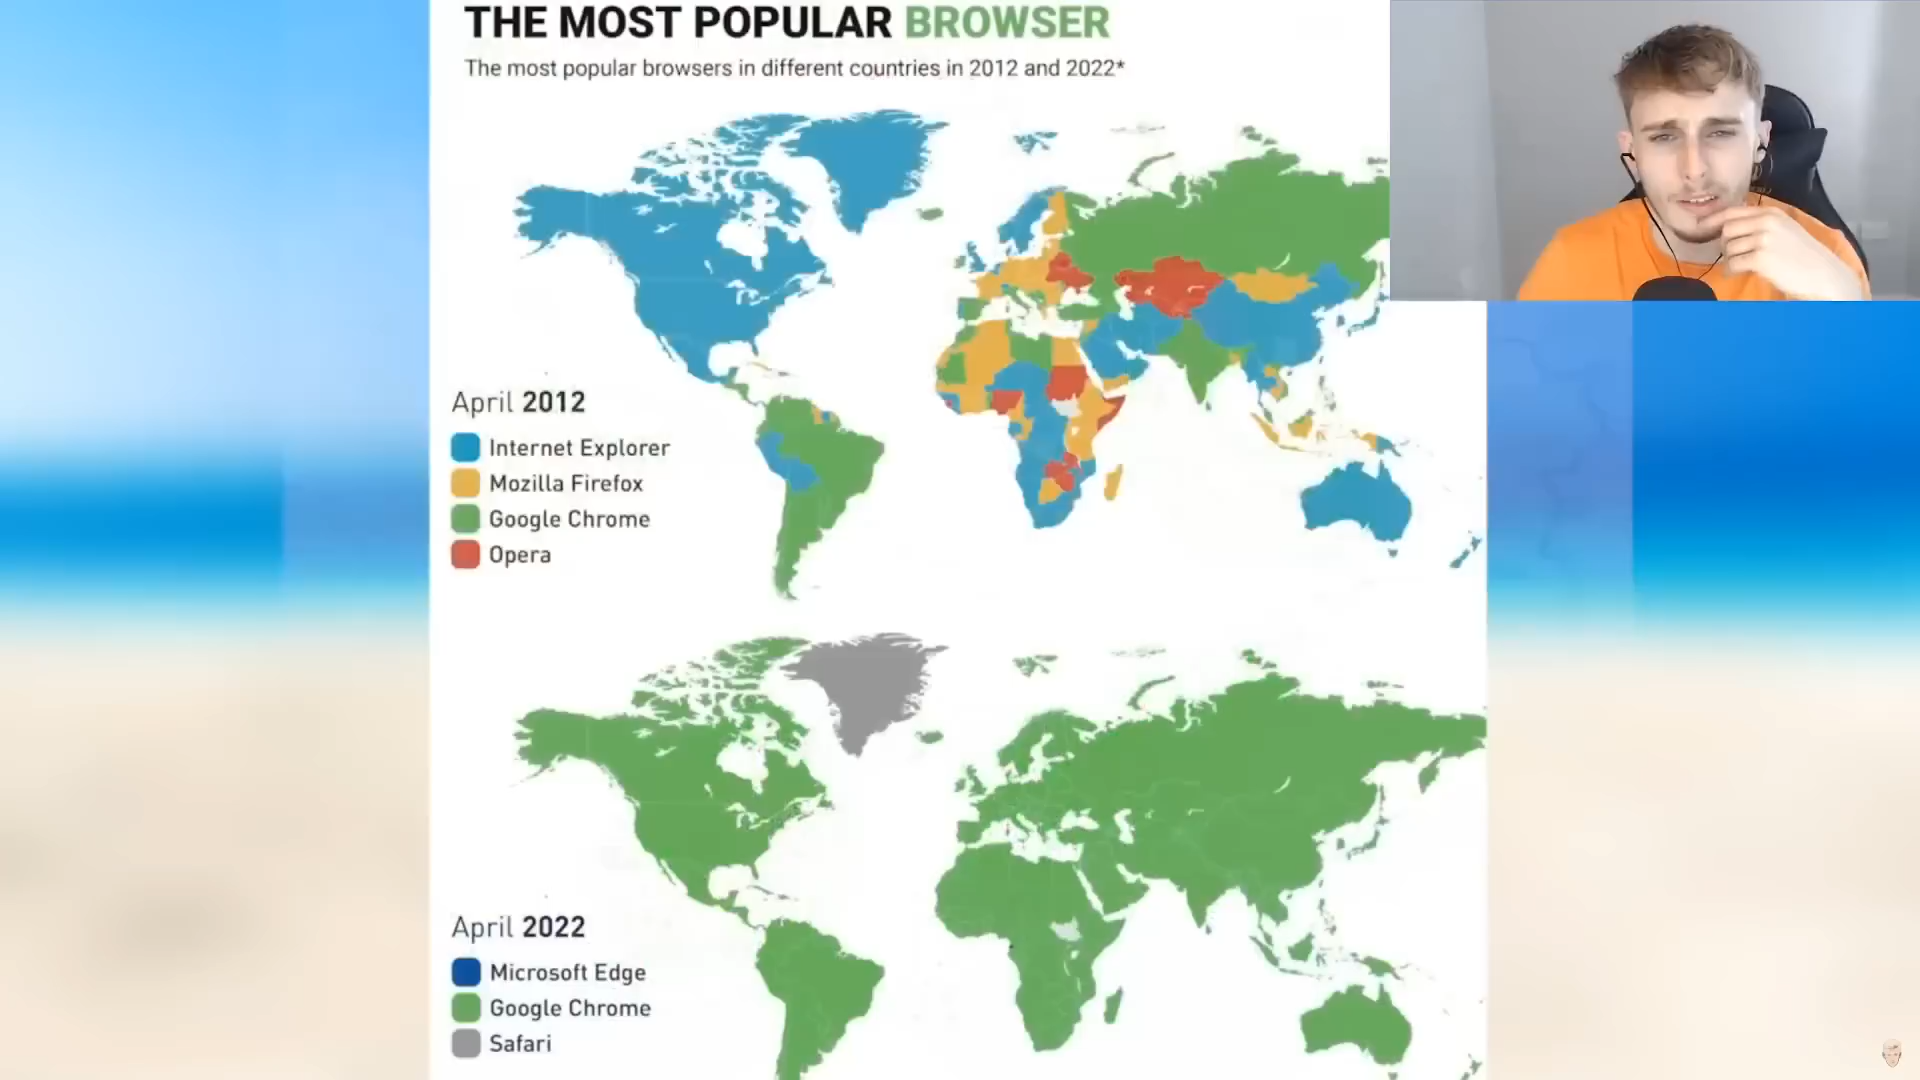 THE MOST POPULAR BROWSER
The most popular browsers in different countries in 2012 and 2022*
April 2012
Internet Explorer
Mozilla Firefox
Google Chrome
Opera
April 2022
Microsoft Edge
Google Chrome
Safari